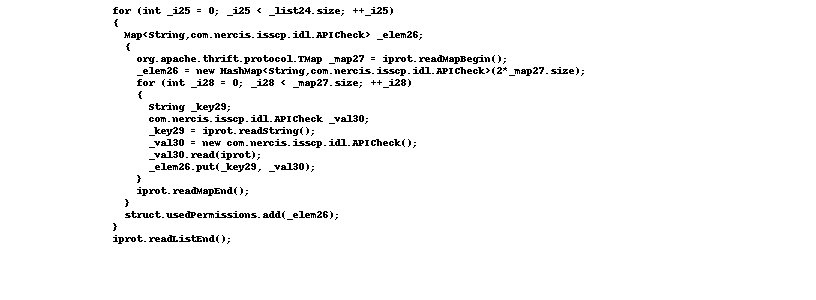 for (int _i25 = 0; _i25 < _list24.size; ++_i25)
{
Map<String,com.nercis.isscp.idl.APICheck> _elem26;
{
org.apache.thrift.protocol.TMap _map27 = iprot.readMapBegin();
_elem26 = new HashMap<String,com.nercis.isscp.idl.APICheck>(2*_map27.size);
for (int _i28 = 0; _i28 < _map27.size; ++_i28)
{
String _key29;
com.nercis.isscp.idl.APICheck _val30;
_key29 = iprot.readString();
_val30 = new com.nercis.isscp.idl.APICheck();
_val30.read(iprot);
_elem26.put(_key29, _val30);
}
iprot.readMapEnd();
}
struct.usedPermissions.add(_elem26);
}
iprot.readListEnd();